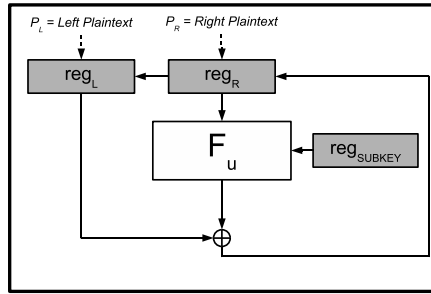 P_L = Left Plaintext
P_R = Right Plaintext
reg_L
reg_R
F_u
reg_SUBKEY